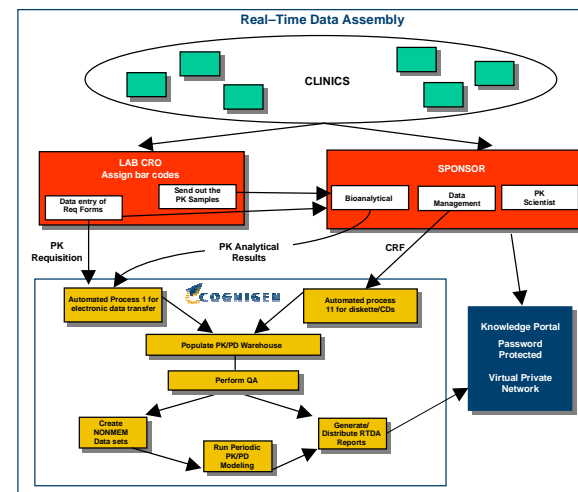 Real–Time Data Assembly
CLINICS
LAB CRO
Assign bar codes
Send out the
PK Samples
Data entry of
Req Forms
SPONSOR
Bioanalytical
Data
Management
PK
Scientist
PK
Requisition
PK Analytical
Results
CRF
COGNIGEN
Automated Process 1 for
electronic data transfer
Automated process
11 for diskette/CDs
Populate PK/PD Warehouse
Perform QA
Create
NONMEM
Data sets
Run Periodic
PK/PD
Modeling
Generate/
Distribute RTDA
Reports
Knowledge Portal
Password
Protected
Virtual Private
Network